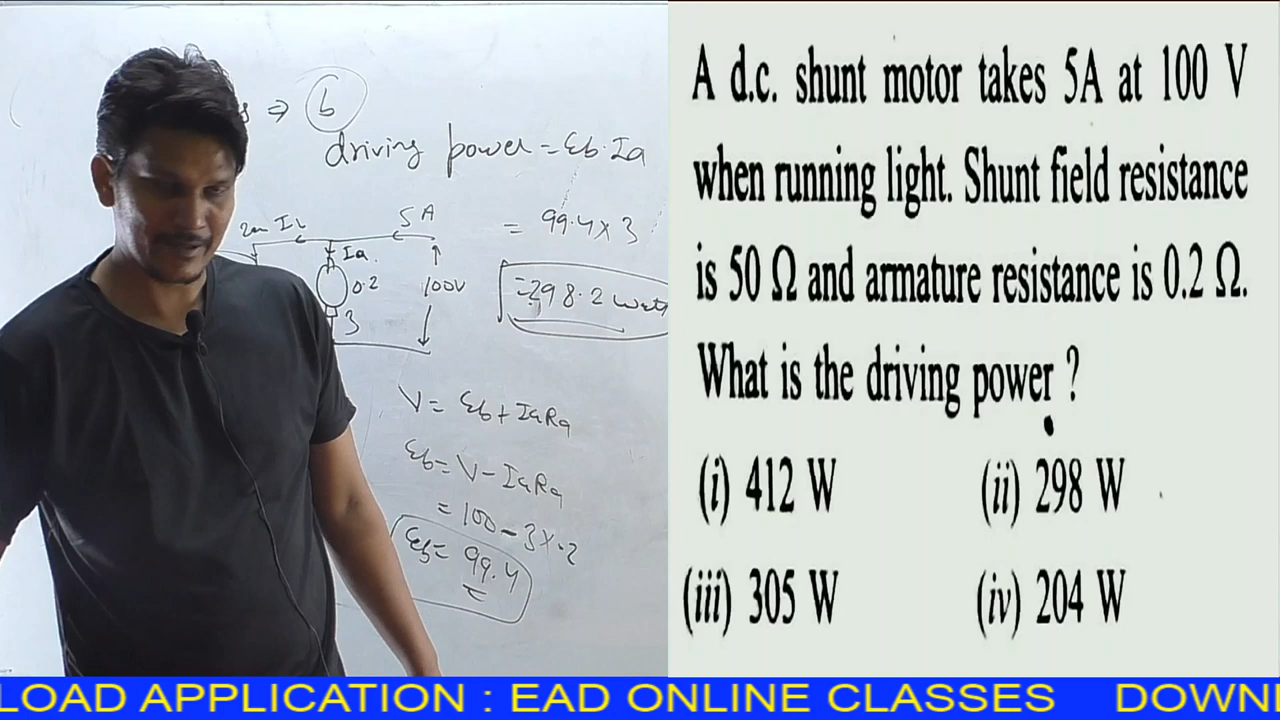 ⇒ b
driving power = Eb·Ia
= 99.4×3
= 298.2 watts
5A
Ia
0.2
100V
3
V = Eb + IaRa
Eb = V - IaRa
= 100 - 3×.2
Eb = 99.4
A d.c. shunt motor takes 5A at 100 V
when running light. Shunt field resistance
is 50 Ω and armature resistance is 0.2 Ω.
What is the driving power ?
(i) 412 W (ii) 298 W
(iii) 305 W (iv) 204 W
LOAD APPLICATION : EAD ONLINE CLASSES DOWNL